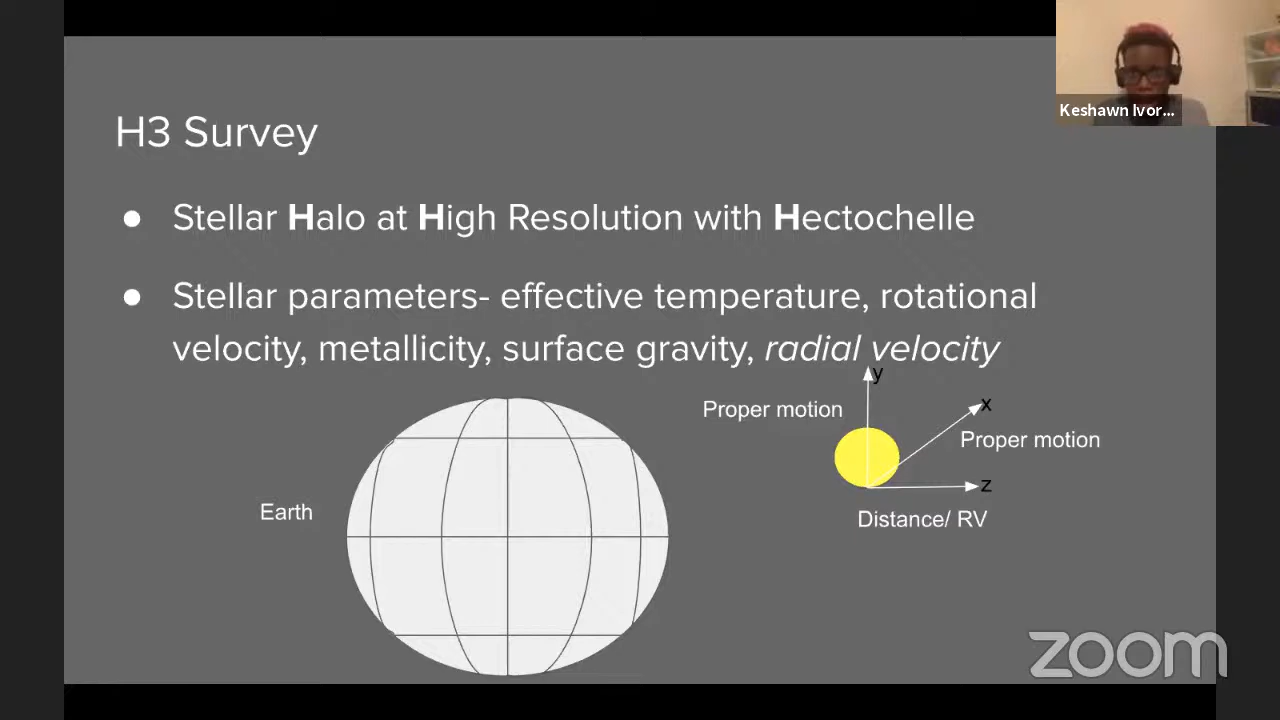 Keshawn Ivor...
H3 Survey
● Stellar Halo at High Resolution with Hectochelle
● Stellar parameters- effective temperature, rotational
velocity, metallicity, surface gravity, radial velocity
y
Proper motion
x
Proper motion
z
Earth
Distance/ RV
zoom